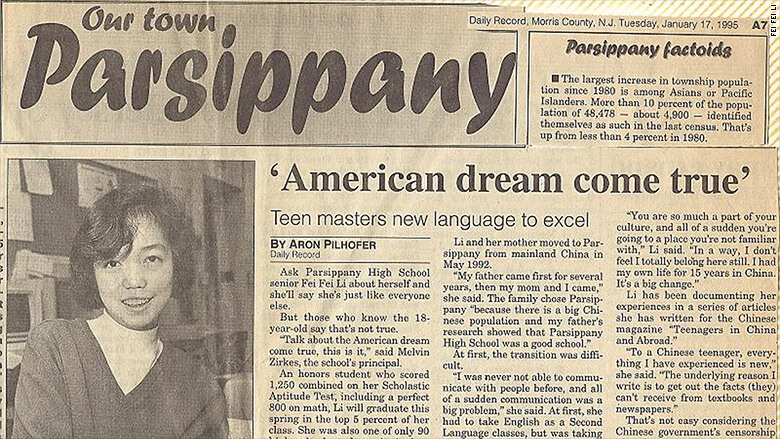 Our town
Parsippany
Daily Record, Morris County, N.J. Tuesday, January 17, 1995 A7
FEI FEI LI
Parsippany factoids
■ The largest increase in township popula-
tion since 1980 is among Asians or Pacific
Islanders. More than 10 percent of the popu-
lation of 48,478 — about 4,900 — identified
themselves as such in the last census. That's
up from less than 4 percent in 1980.
‘American dream come true’
Teen masters new language to excel
BY ARON PILHOFER
Daily Record
Ask Parsippany High School
senior Fei Fei Li about herself and
she'll say she's just like everyone
else.
But those who know the 18-
year-old say that's not true.
“Talk about the American dream
come true, this is it,” said Melvin
Zirkes, the school's principal.
An honors student who scored
1,250 combined on her Scholastic
Aptitude Test, including a perfect
800 on math, Li will graduate this
spring in the top 5 percent of her
class. She was also one of only 90
Li and her mother moved to Par-
sippany from mainland China in
May 1992.
“My father came first for several
years, then my mom and I came,”
she said. The family chose Parsip-
pany “because there is a big Chi-
nese population and my father's
research showed that Parsippany
High School was a good school.”
At first, the transition was diffi-
cult.
“I was never not able to commu-
nicate with people before, and all
of a sudden communication was a
big problem,” she said. At first, she
had to take English as a Second
Language classes, but was taking
“You are so much a part of your
culture, and all of a sudden you're
going to a place you're not familiar
with,” Li said. “In a way, I don't
feel I totally belong here still. I had
my own life for 15 years in China.
It's a big change.”
Li has been documenting her
experiences in a series of articles
she has written for the Chinese
magazine “Teenagers in China
and Abroad.”
“To a Chinese teenager, every-
thing I have experienced is new,”
she said. “The underlying reason I
write is to get out the facts (they)
can't receive from textbooks and
newspapers.”
That's not easy considering the
Chinese government's censorship